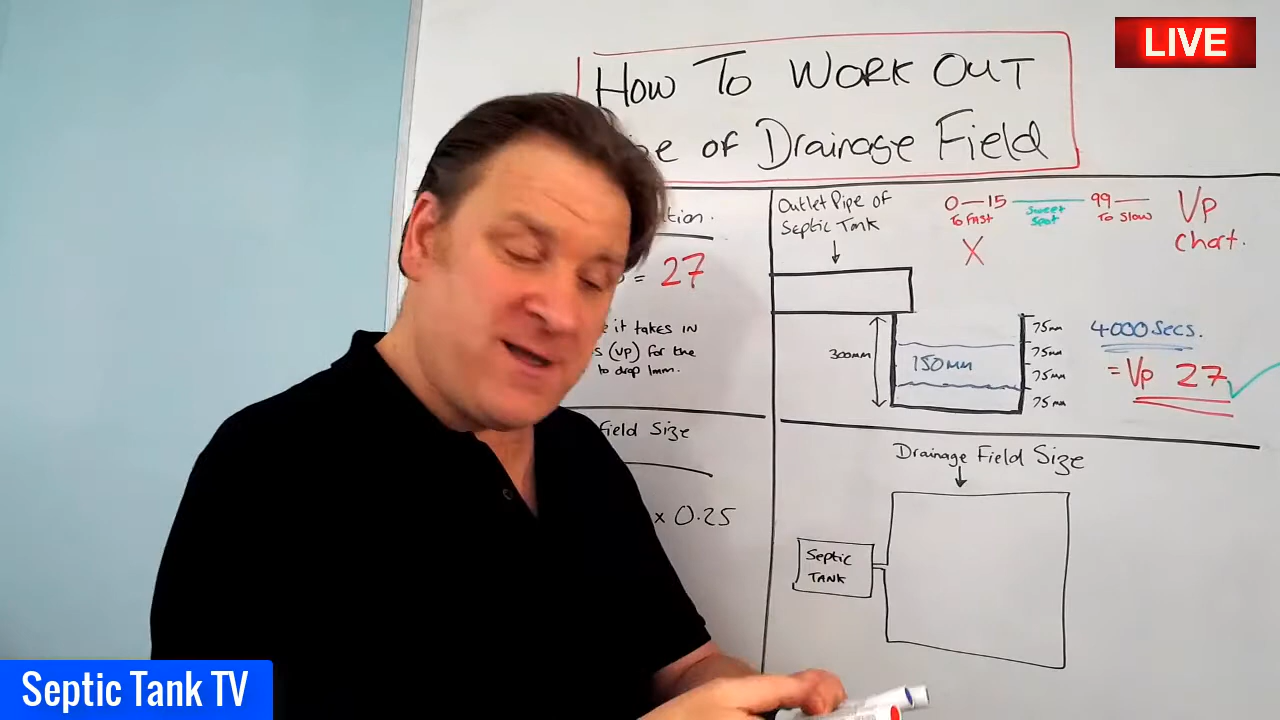 LIVE
How To WORK OUT
of Drainage Field
= 27
it takes IN
(VP) for the
to drop 1mm.
Field Size
x 0.25
Outlet Pipe of
Septic Tank
0—15
To Fast
X
Sweet
Spot
99—
To Slow
Vp
chart.
300mm
150mm
75mm
75mm
75mm
75mm
4000 Secs.
= Vp 27
Drainage Field Size
Septic
TANK
Septic Tank TV